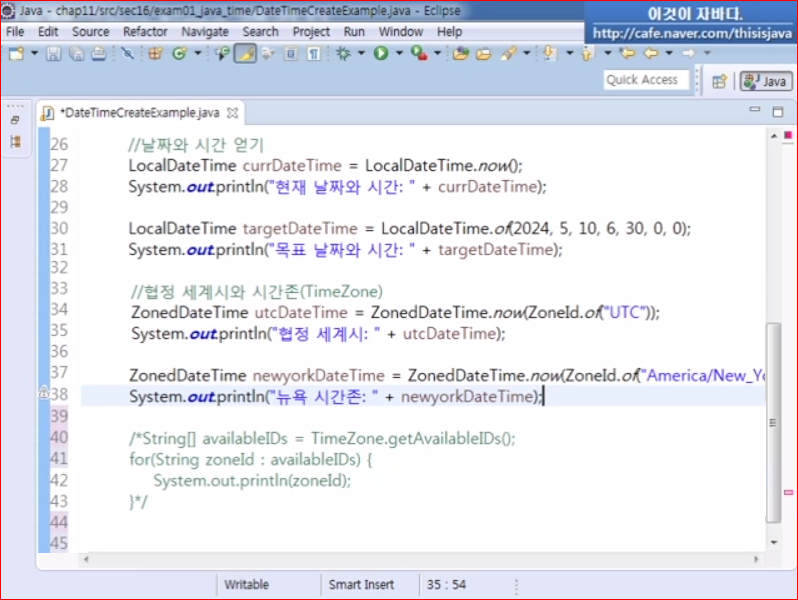 Java - chap11/src/sec16/exam01_java_time/DateTimeCreateExample.java - Eclipse
이것이 자바다.
http://cafe.naver.com/thisisjava
File Edit Source Refactor Navigate Search Project Run Window Help
Quick Access
Java
*DateTimeCreateExample.java
26 //날짜와 시간 얻기
27 LocalDateTime currDateTime = LocalDateTime.now();
28 System.out.println("현재 날짜와 시간: " + currDateTime);
29
30 LocalDateTime targetDateTime = LocalDateTime.of(2024, 5, 10, 6, 30, 0, 0);
31 System.out.println("목표 날짜와 시간: " + targetDateTime);
32
33 //협정 세계시와 시간존(TimeZone)
34 ZonedDateTime utcDateTime = ZonedDateTime.now(ZoneId.of("UTC"));
35 System.out.println("협정 세계시: " + utcDateTime);
36
37 ZonedDateTime newyorkDateTime = ZonedDateTime.now(ZoneId.of("America/New_Yo
38 System.out.println("뉴욕 시간존: " + newyorkDateTime);
39
40 /*String[] availableIDs = TimeZone.getAvailableIDs();
41 for(String zoneId : availableIDs) {
42 System.out.println(zoneId);
43 }*/
44
45
Writable Smart Insert 35 : 54